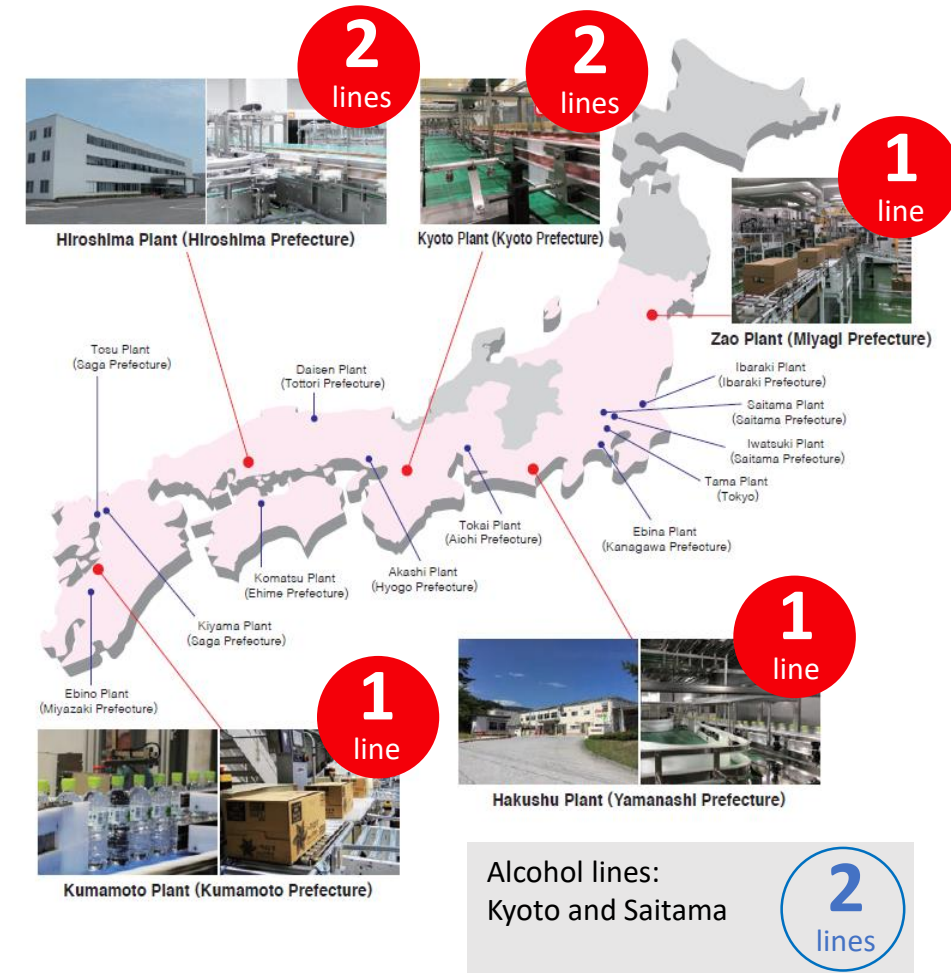 2
lines
2
lines
1
line
Hiroshima Plant (Hiroshima Prefecture)
Kyoto Plant (Kyoto Prefecture)
Zao Plant (Miyagi Prefecture)
Tosu Plant
(Saga Prefecture)
Daisen Plant
(Tottori Prefecture)
Ibaraki Plant
(Ibaraki Prefecture)
Saitama Plant
(Saitama Prefecture)
Iwatsuki Plant
(Saitama Prefecture)
Tama Plant
(Tokyo)
Ebina Plant
(Kanagawa Prefecture)
Tokai Plant
(Aichi Prefecture)
Akashi Plant
(Hyogo Prefecture)
Komatsu Plant
(Ehime Prefecture)
Kiyama Plant
(Saga Prefecture)
Ebino Plant
(Miyazaki Prefecture)
1
line
1
line
Kumamoto Plant (Kumamoto Prefecture)
Hakushu Plant (Yamanashi Prefecture)
Alcohol lines:
Kyoto and Saitama
2
lines